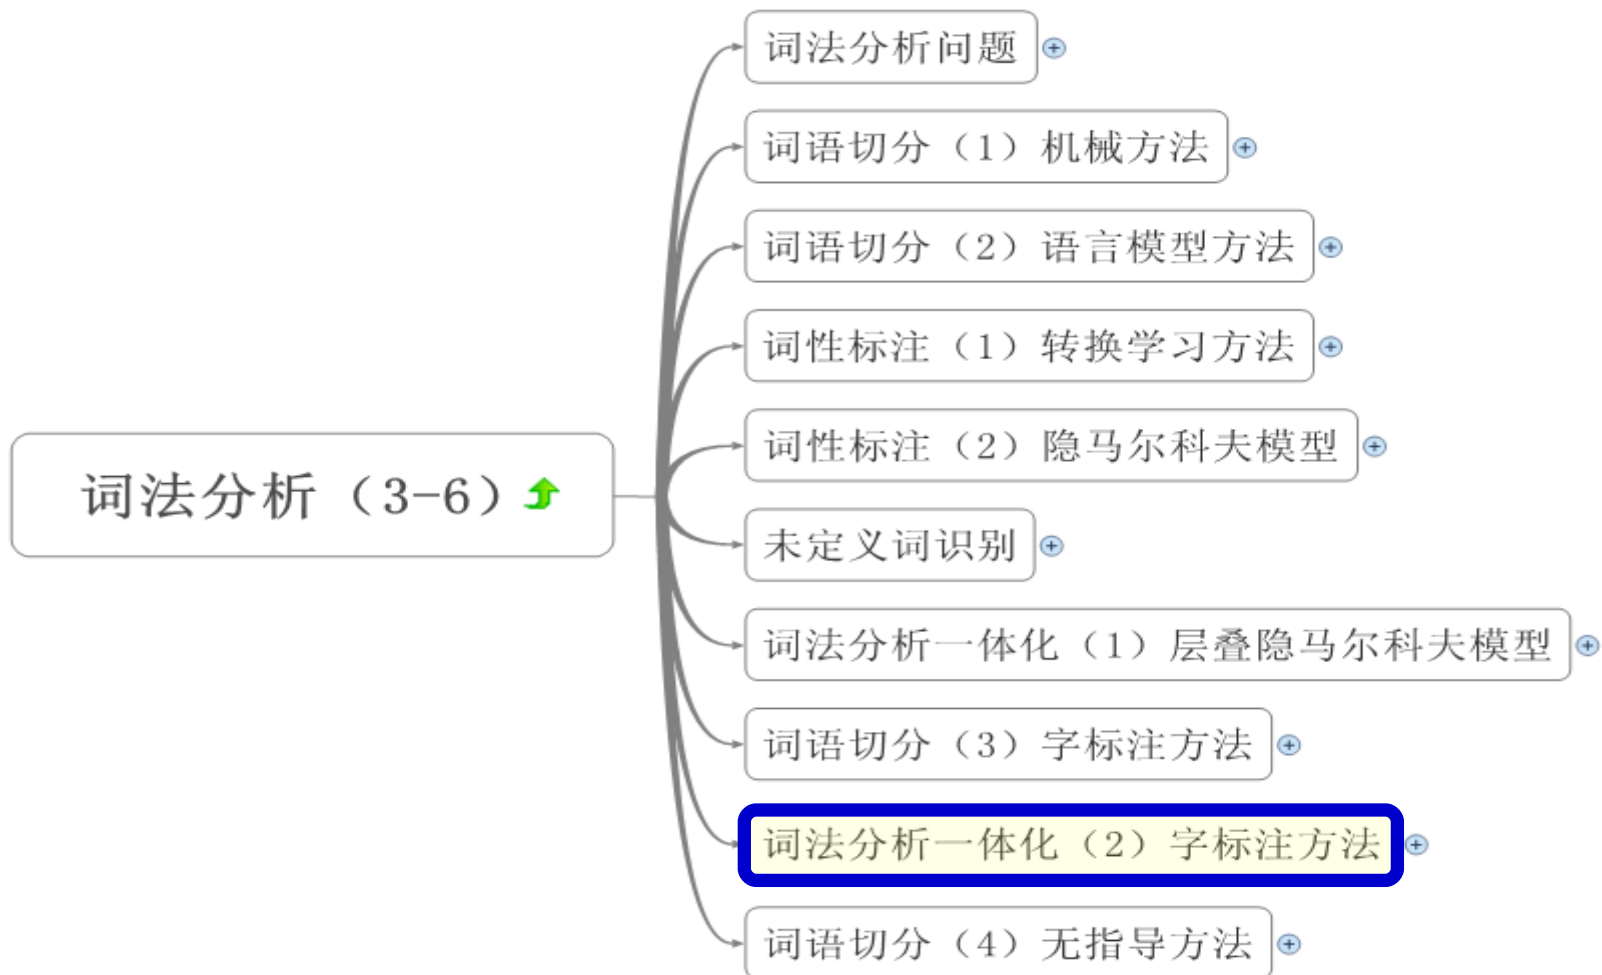 词法分析问题
词语切分（1）机械方法
词语切分（2）语言模型方法
词性标注（1）转换学习方法
词性标注（2）隐马尔科夫模型
词法分析（3-6）
未定义词识别
词法分析一体化（1）层叠隐马尔科夫模型
词语切分（3）字标注方法
词法分析一体化（2）字标注方法
词语切分（4）无指导方法